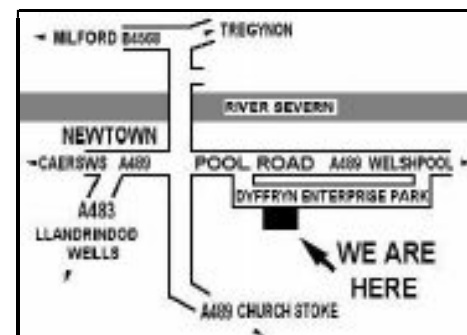 TREGYNON
MILFORD B4568
RIVER SEVERN
NEWTOWN
CAERSWS A489 POOL ROAD A489 WELSHPOOL
DYFFRYN ENTERPRISE PARK
A483
LLANDRINDOD
WELLS
WE ARE
HERE
A489 CHURCH STOKE